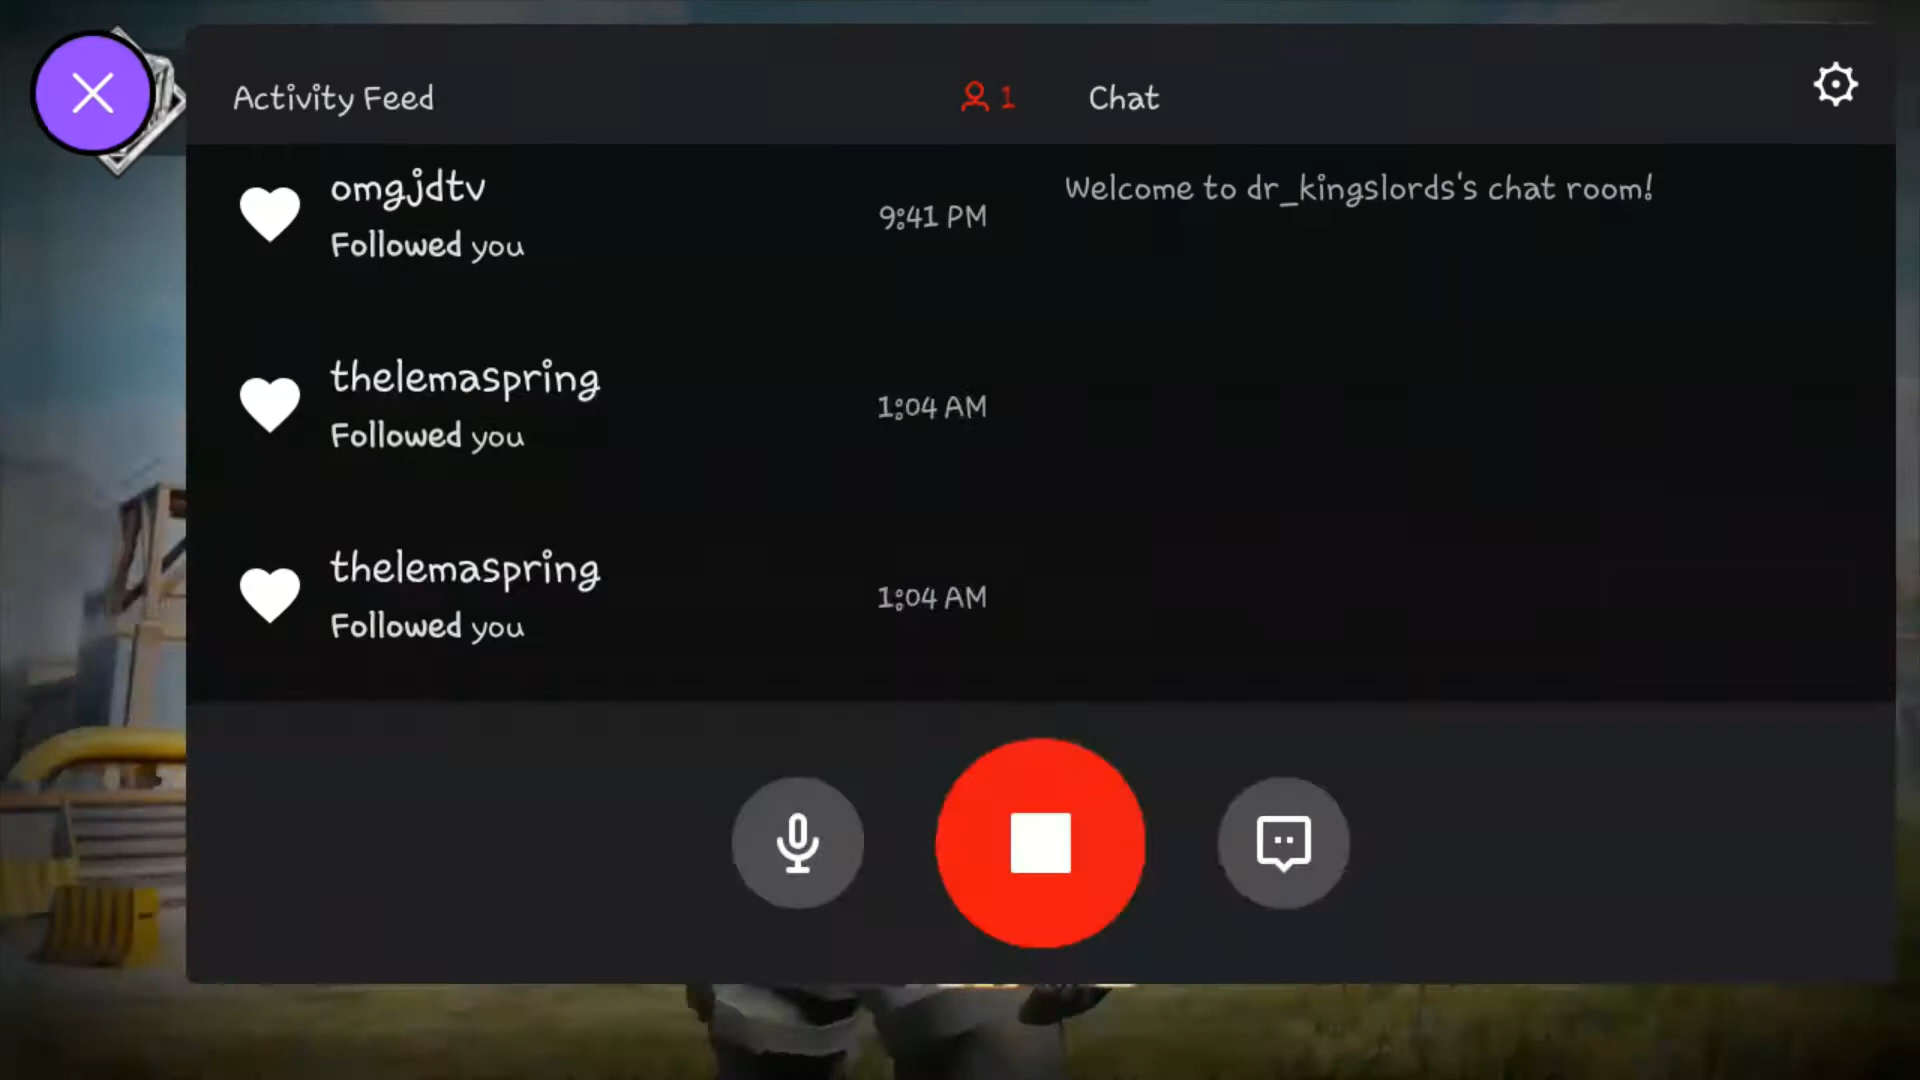 Activity Feed
1
Chat
omgjdtv
Followed you
9:41 PM
thelemaspring
Followed you
1:04 AM
thelemaspring
Followed you
1:04 AM
Welcome to dr_kingslords's chat room!